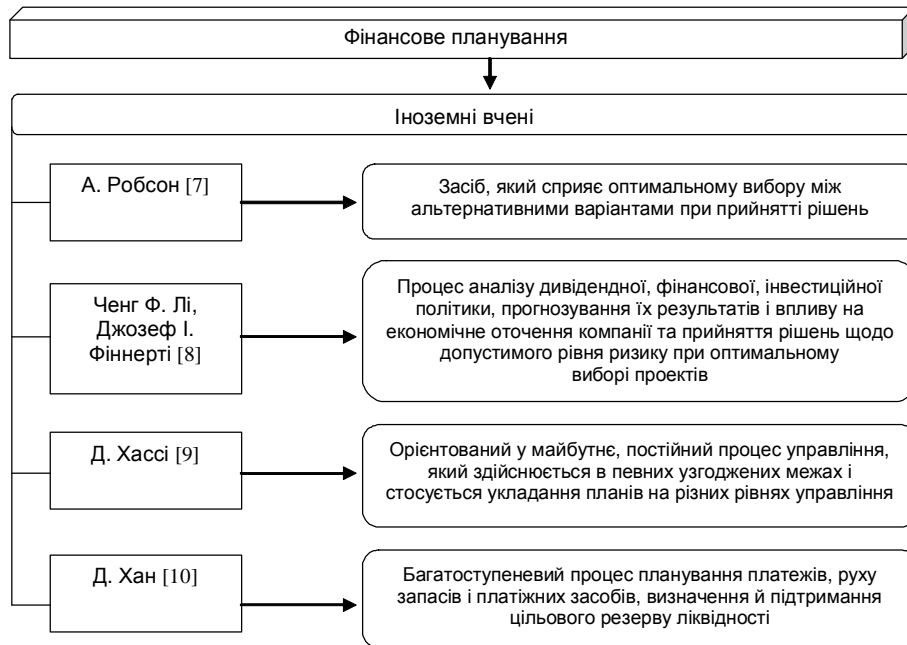 Фінансове планування
Іноземні вчені
А. Робсон [7]
Засіб, який сприяє оптимальному вибору між
альтернативними варіантами при прийнятті рішень
Ченг Ф. Лі,
Джозеф І.
Фіннерті [8]
Процес аналізу дивідендної, фінансової, інвестиційної
політики, прогнозування їх результатів і впливу на
економічне оточення компанії та прийняття рішень щодо
допустимого рівня ризику при оптимальному
виборі проектів
Д. Хассі [9]
Орієнтований у майбутнє, постійний процес управління,
який здійснюється в певних узгоджених межах і
стосується укладання планів на різних рівнях управління
Д. Хан [10]
Багатоступеневий процес планування платежів, руху
запасів і платіжних засобів, визначення й підтримання
цільового резерву ліквідності